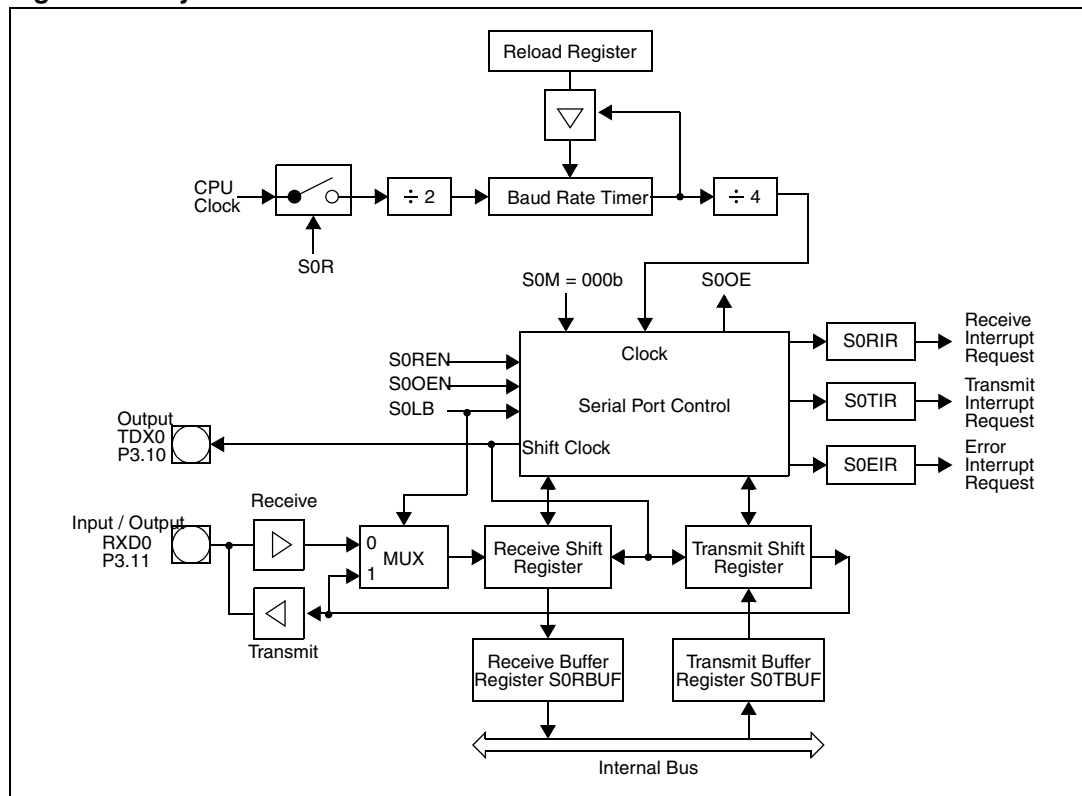 Reload Register
CPU
Clock
÷ 2
Baud Rate Timer
÷ 4
S0R
S0M = 000b
S0OE
Clock
Serial Port Control
Shift Clock
S0REN
S0OEN
S0LB
S0RIR
Receive
Interrupt
Request
S0TIR
Transmit
Interrupt
Request
S0EIR
Error
Interrupt
Request
Output
TDX0
P3.10
Input / Output
RXD0
P3.11
Receive
Transmit
0
MUX
1
Receive Shift
Register
Transmit Shift
Register
Receive Buffer
Register S0RBUF
Transmit Buffer
Register S0TBUF
Internal Bus